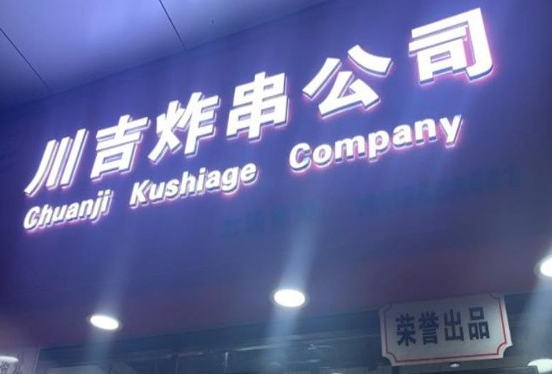 川吉炸串公司
Chuanji Kushiage Company
荣誉出品